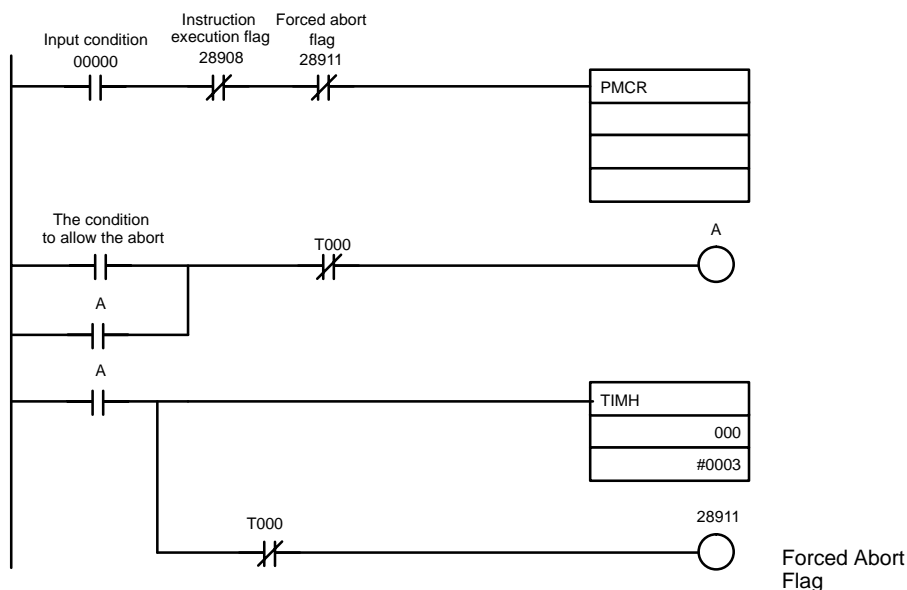 Input condition
00000
Instruction
execution flag
28908
Forced abort
flag
28911
PMCR
The condition
to allow the abort
T000
A
A
A
TIMH
000
#0003
T000
28911
Forced Abort
Flag